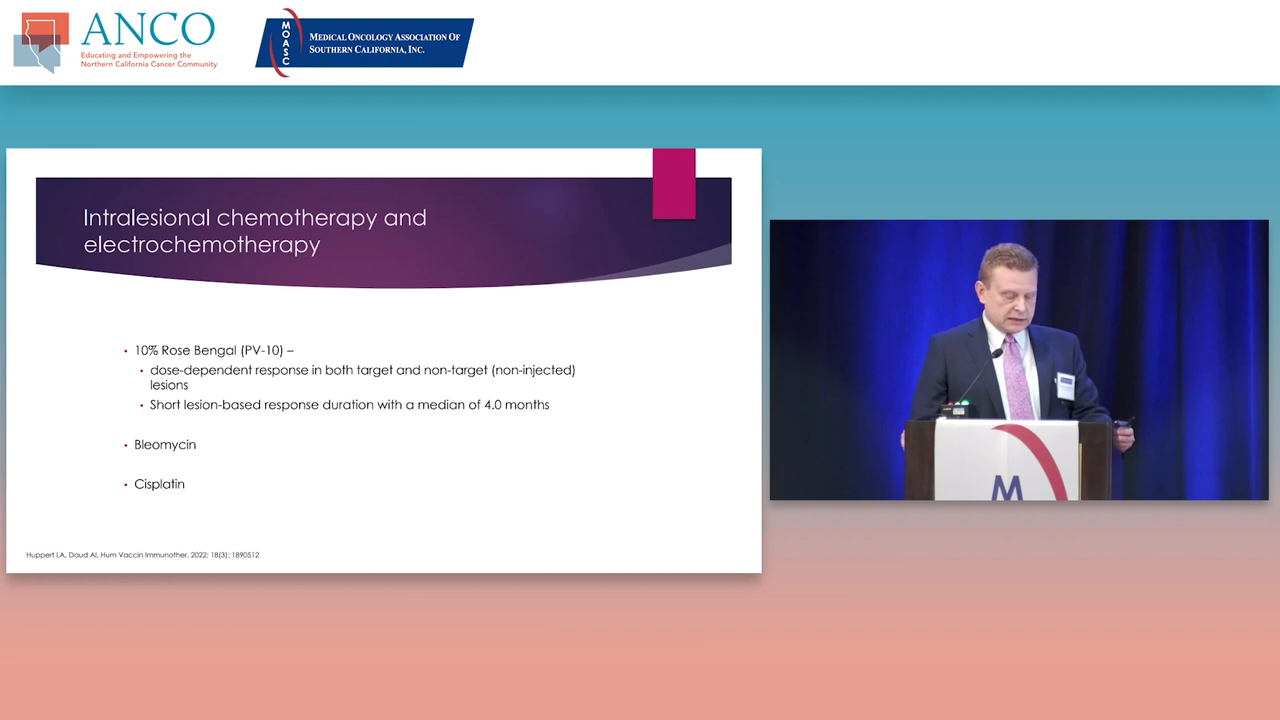 ANCO
Educating and Empowering the
Northern California Cancer Community
MOASC
MEDICAL ONCOLOGY ASSOCIATION OF
SOUTHERN CALIFORNIA, INC.
Intralesional chemotherapy and
electrochemotherapy
• 10% Rose Bengal (PV-10) –
• dose-dependent response in both target and non-target (non-injected)
lesions
• Short lesion-based response duration with a median of 4.0 months
• Bleomycin
• Cisplatin
Huppert LA, Daud AI, Hum Vaccin Immunother. 2022; 18(3): 1890512
M